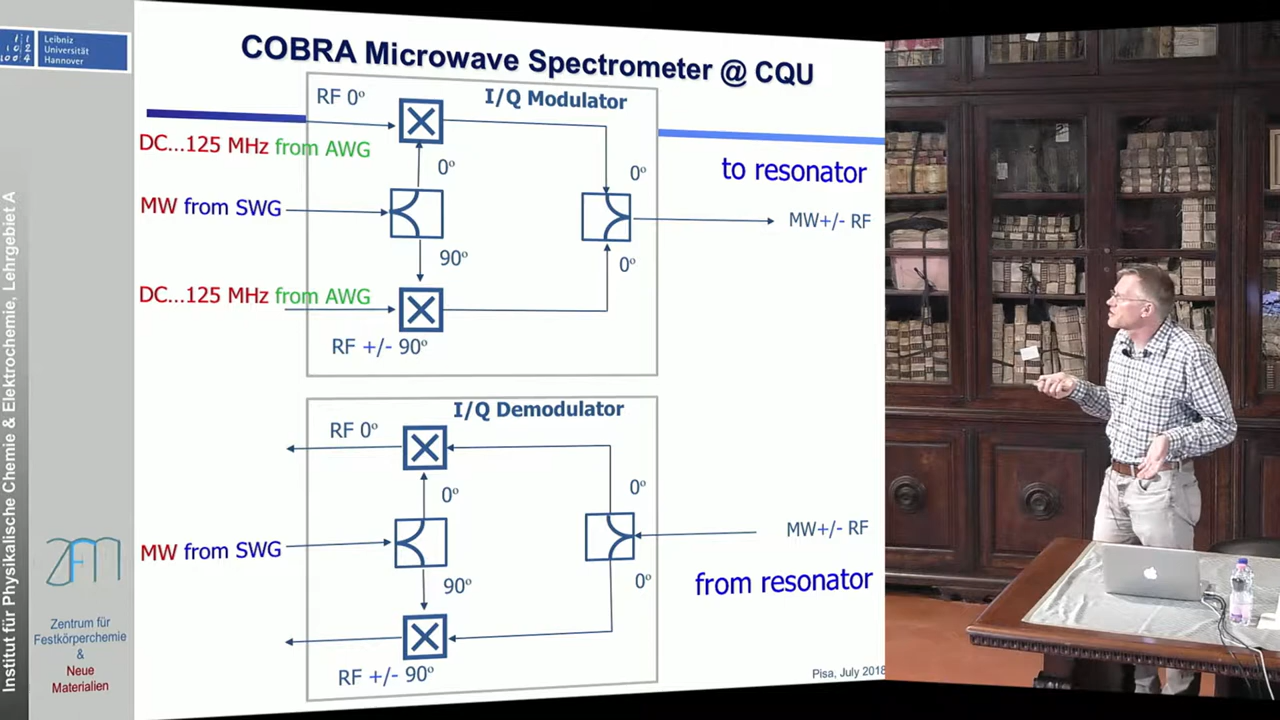 Leibniz
Universität
Hannover
COBRA Microwave Spectrometer @ CQU
I/Q Modulator
RF 0º
DC...125 MHz from AWG
0º
0º
to resonator
MW from SWG
MW+/- RF
90º
0º
DC...125 MHz from AWG
RF +/- 90º
I/Q Demodulator
RF 0º
0º
0º
MW from SWG
MW+/- RF
90º
0º
from resonator
RF +/- 90º
Pisa, July 2018
Institut für Physikalische Chemie & Elektrochemie, Lehrgebiet A
ZFM
Zentrum für
Festkörperchemie
&
Neue
Materialien